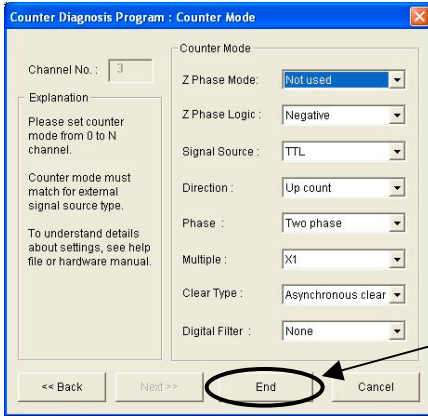 Counter Diagnosis Program : Counter Mode
Channel No. : 3
Explanation
Please set counter
mode from 0 to N
channel.
Counter mode must
match for external
signal source type.
To understand details
about settings, see help
file or hardware manual.
Counter Mode
Z Phase Mode: Not used
Z Phase Logic : Negative
Signal Source : TTL
Direction : Up count
Phase : Two phase
Multiple : X1
Clear Type : Asynchronous clear
Digital Filter : None
<< Back Next >> End Cancel